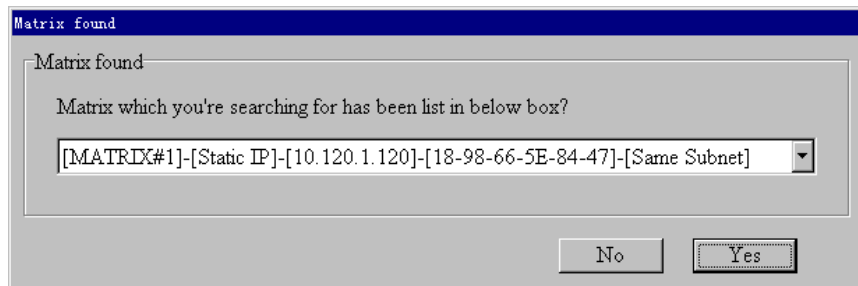 Matrix found
Matrix found
Matrix which you're searching for has been list in below box?
[MATRIX#1]-[Static IP]-[10.120.1.120]-[18-98-66-5E-84-47]-[Same Subnet]
No Yes